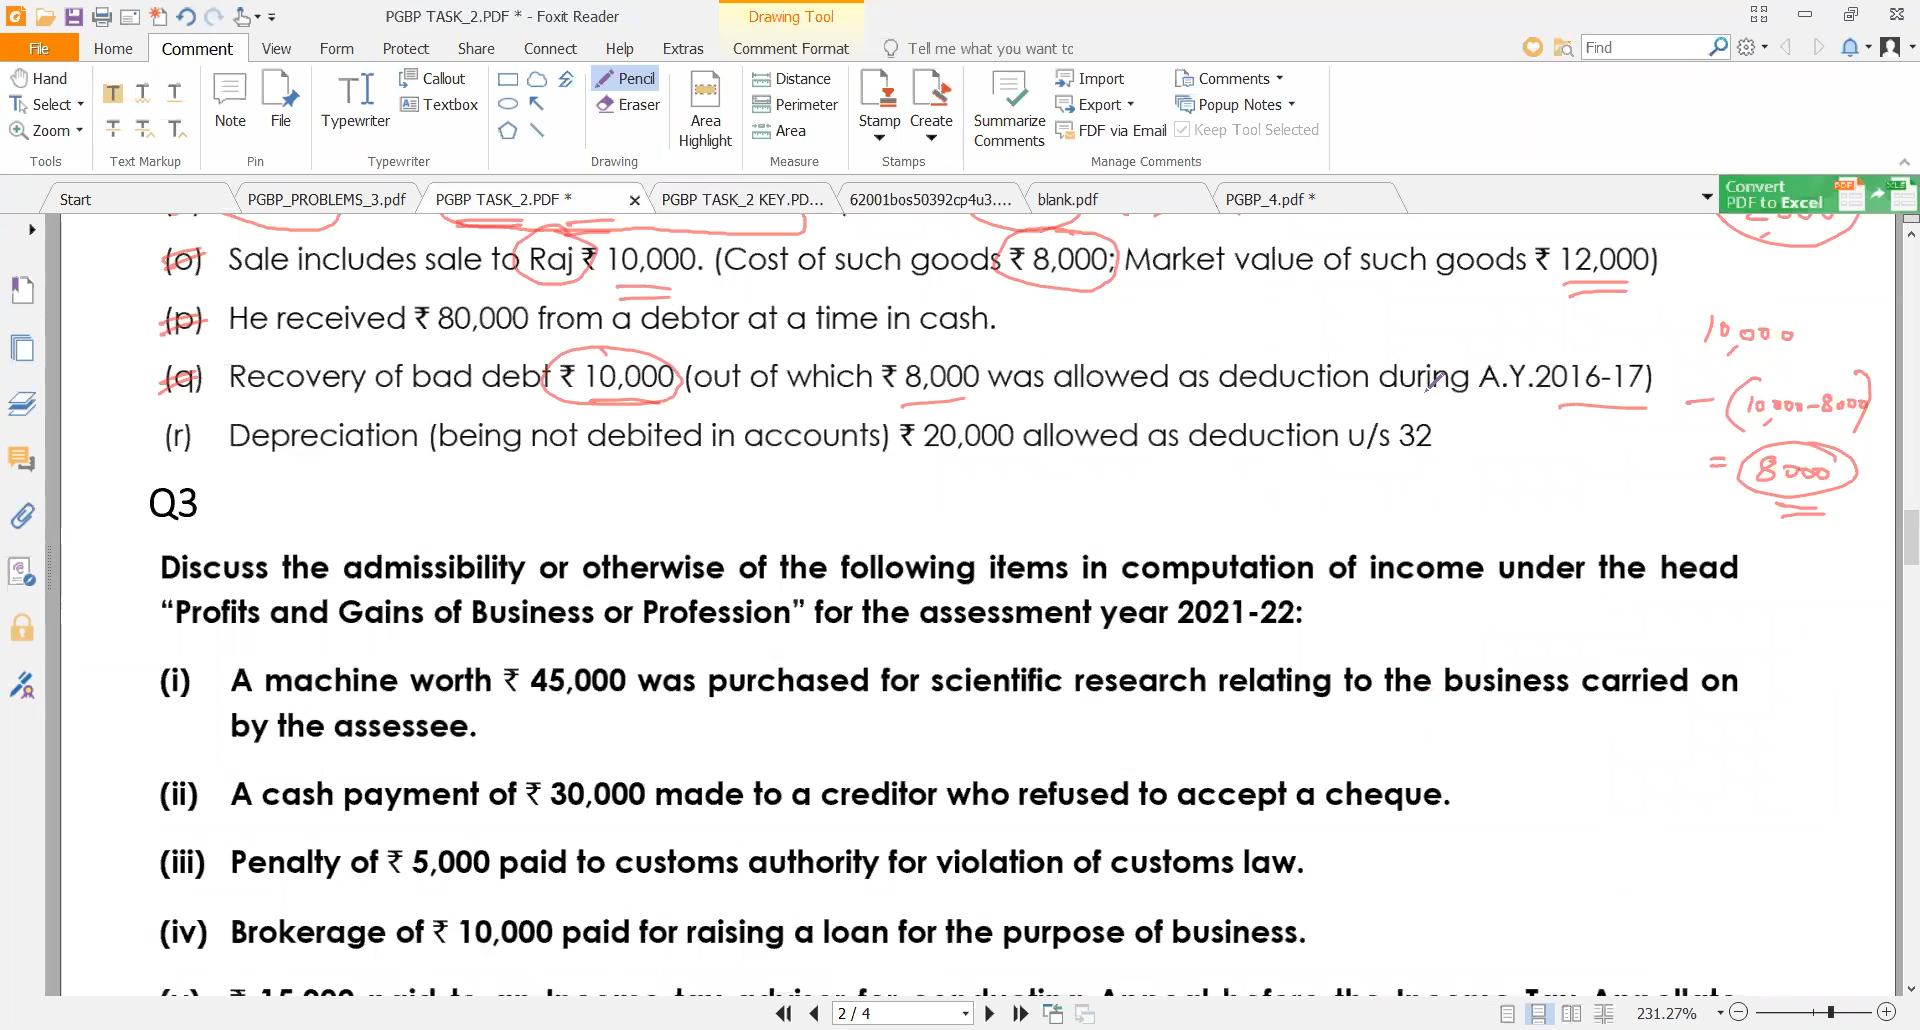 PGBP TASK_2.PDF * - Foxit Reader
Drawing Tool
File Home Comment View Form Protect Share Connect Help Extras Comment Format Tell me what you want to Find
Hand
Select
Zoom
Tools
Text Markup
Note
File
Pin
Typewriter
Callout
Textbox
Typewriter
Pencil
Eraser
Drawing
Area Highlight
Distance
Perimeter
Area
Measure
Stamp
Create
Stamps
Summarize Comments
Import
Export
FDF via Email
Comments
Popup Notes
Keep Tool Selected
Manage Comments
Start PGBP_PROBLEMS_3.pdf PGBP TASK_2.PDF * PGBP TASK_2 KEY.PD... 62001bos50392cp4u3.... blank.pdf PGBP_4.pdf *
Convert
PDF to Excel
(o) Sale includes sale to Raj ₹ 10,000. (Cost of such goods ₹ 8,000; Market value of such goods ₹ 12,000)
(p) He received ₹ 80,000 from a debtor at a time in cash.
10,000
(q) Recovery of bad debt ₹ 10,000 (out of which ₹ 8,000 was allowed as deduction during A.Y.2016-17)
- (10,000-8000)
(r) Depreciation (being not debited in accounts) ₹ 20,000 allowed as deduction u/s 32
= 8000
Q3
Discuss the admissibility or otherwise of the following items in computation of income under the head
“Profits and Gains of Business or Profession” for the assessment year 2021-22:
(i) A machine worth ₹ 45,000 was purchased for scientific research relating to the business carried on
by the assessee.
(ii) A cash payment of ₹ 30,000 made to a creditor who refused to accept a cheque.
(iii) Penalty of ₹ 5,000 paid to customs authority for violation of customs law.
(iv) Brokerage of ₹ 10,000 paid for raising a loan for the purpose of business.
2 / 4
231.27%